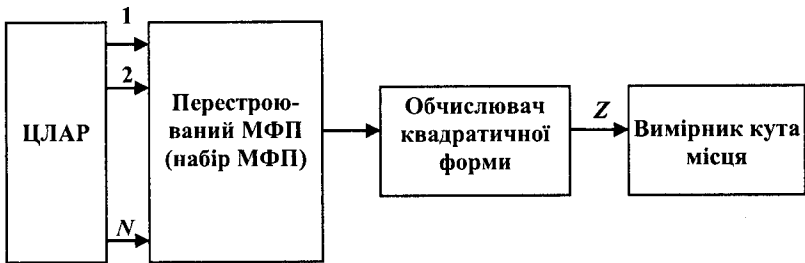 ЦЛАР
1
2
N
Перестрою-
ваний МФП
(набір МФП)
Обчислювач
квадратичної
форми
Z
Вимірник кута
місця